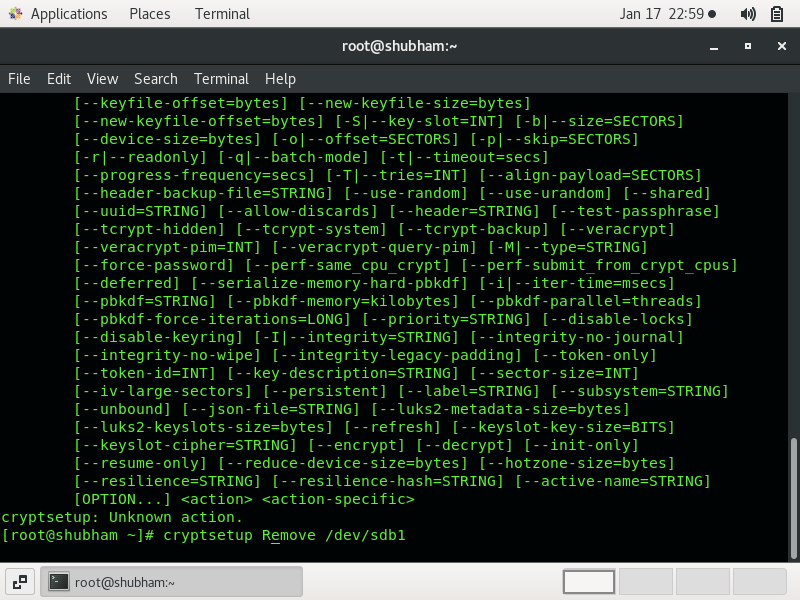 Applications Places Terminal Jan 17 22:59
root@shubham:~
File Edit View Search Terminal Help
[--keyfile-offset=bytes] [--new-keyfile-size=bytes]
[--new-keyfile-offset=bytes] [-S|--key-slot=INT] [-b|--size=SECTORS]
[--device-size=bytes] [-o|--offset=SECTORS] [-p|--skip=SECTORS]
[-r|--readonly] [-q|--batch-mode] [-t|--timeout=secs]
[--progress-frequency=secs] [-T|--tries=INT] [--align-payload=SECTORS]
[--header-backup-file=STRING] [--use-random] [--use-urandom] [--shared]
[--uuid=STRING] [--allow-discards] [--header=STRING] [--test-passphrase]
[--tcrypt-hidden] [--tcrypt-system] [--tcrypt-backup] [--veracrypt]
[--veracrypt-pim=INT] [--veracrypt-query-pim] [-M|--type=STRING]
[--force-password] [--perf-same_cpu_crypt] [--perf-submit_from_crypt_cpus]
[--deferred] [--serialize-memory-hard-pbkdf] [-i|--iter-time=msecs]
[--pbkdf=STRING] [--pbkdf-memory=kilobytes] [--pbkdf-parallel=threads]
[--pbkdf-force-iterations=LONG] [--priority=STRING] [--disable-locks]
[--disable-keyring] [-I|--integrity=STRING] [--integrity-no-journal]
[--integrity-no-wipe] [--integrity-legacy-padding] [--token-only]
[--token-id=INT] [--key-description=STRING] [--sector-size=INT]
[--iv-large-sectors] [--persistent] [--label=STRING] [--subsystem=STRING]
[--unbound] [--json-file=STRING] [--luks2-metadata-size=bytes]
[--luks2-keyslots-size=bytes] [--refresh] [--keyslot-key-size=BITS]
[--keyslot-cipher=STRING] [--encrypt] [--decrypt] [--init-only]
[--resume-only] [--reduce-device-size=bytes] [--hotzone-size=bytes]
[--resilience=STRING] [--resilience-hash=STRING] [--active-name=STRING]
[OPTION...] <action> <action-specific>
cryptsetup: Unknown action.
[root@shubham ~]# cryptsetup Remove /dev/sdb1
root@shubham:~